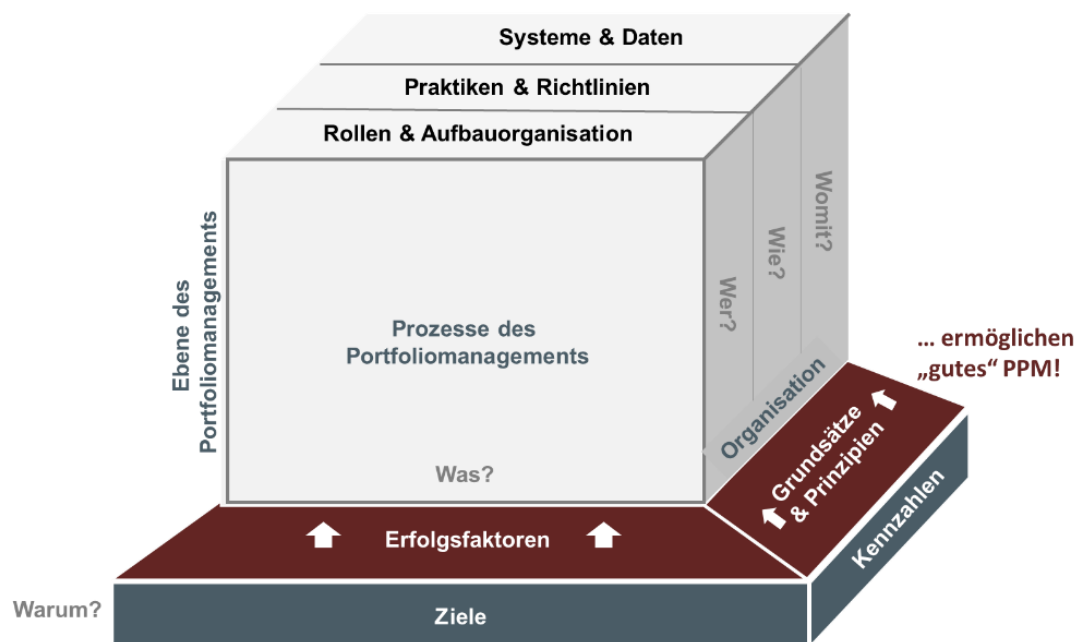 Systeme & Daten
Praktiken & Richtlinien
Rollen & Aufbauorganisation
Ebene des
Portfoliomanagements
Prozesse des
Portfoliomanagements
Was?
Wer?
Wie?
Womit?
Organisation
… ermöglichen
„gutes“ PPM!
Grundsätze
& Prinzipien
Erfolgsfaktoren
Kennzahlen
Warum?
Ziele